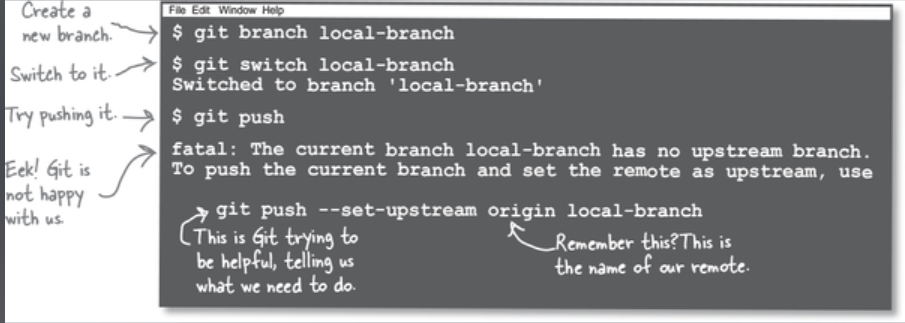 Create a
new branch.
File Edit Window Help
$ git branch local-branch
Switch to it.
$ git switch local-branch
Switched to branch 'local-branch'
Try pushing it.
$ git push
Eek! Git is
not happy
with us.
fatal: The current branch local-branch has no upstream branch.
To push the current branch and set the remote as upstream, use
git push --set-upstream origin local-branch
This is Git trying to
be helpful, telling us
what we need to do.
Remember this? This is
the name of our remote.